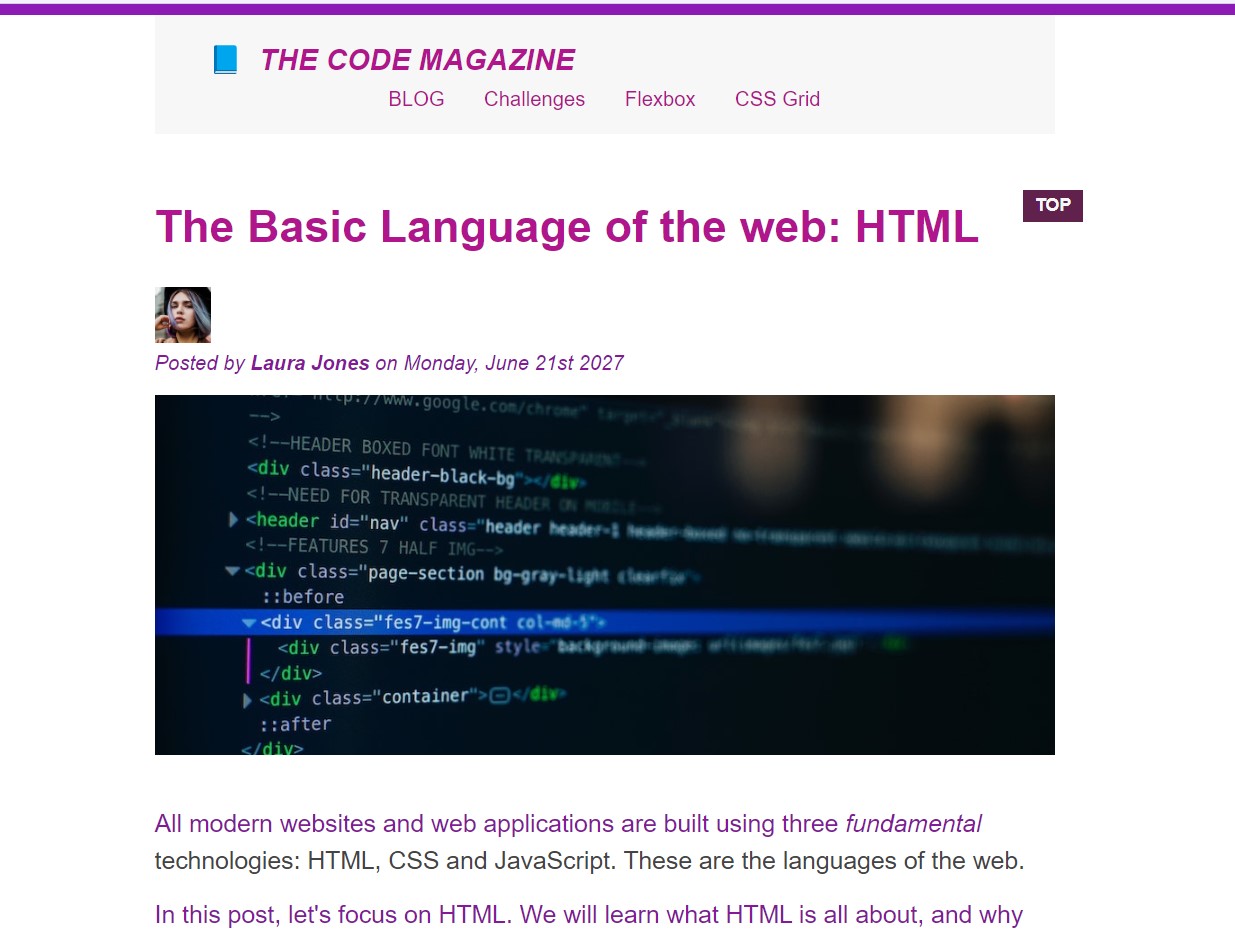 📘 THE CODE MAGAZINE
BLOG Challenges Flexbox CSS Grid
The Basic Language of the web: HTML
TOP
Posted by Laura Jones on Monday, June 21st 2027
http://www.google.com/chrome"
-->
<!--HEADER BOXED FONT WHITE TRANSPARENT-->
<div class="header-black-bg"></div>
<!--NEED FOR TRANSPARENT HEADER ON MOBILE-->
<header id="nav" class="header header-1 header-boxed
<!--FEATURES 7 HALF IMG-->
<div class="page-section bg-gray-light clearfix">
::before
<div class="fes7-img-cont col-md-5">
<div class="fes7-img" style="background-image:
</div>
<div class="container"></div>
::after
</div>
All modern websites and web applications are built using three fundamental
technologies: HTML, CSS and JavaScript. These are the languages of the web.
In this post, let's focus on HTML. We will learn what HTML is all about, and why